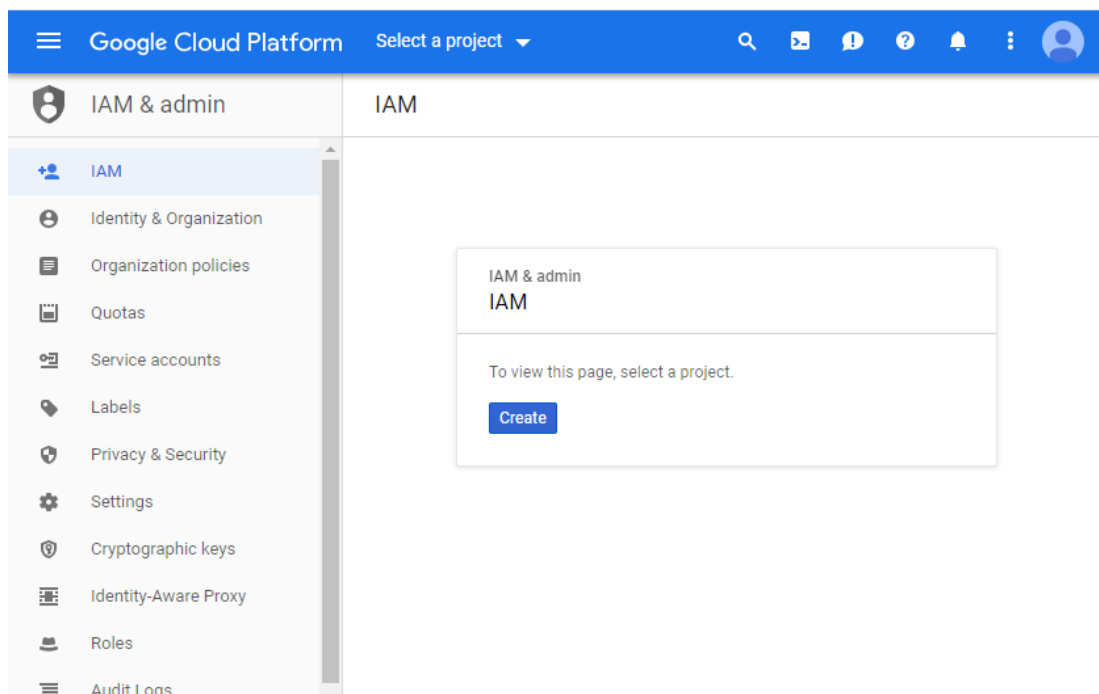 Google Cloud Platform Select a project
IAM & admin
IAM
IAM
Identity & Organization
Organization policies
Quotas
Service accounts
Labels
Privacy & Security
Settings
Cryptographic keys
Identity-Aware Proxy
Roles
Audit Logs
IAM & admin
IAM
To view this page, select a project.
Create